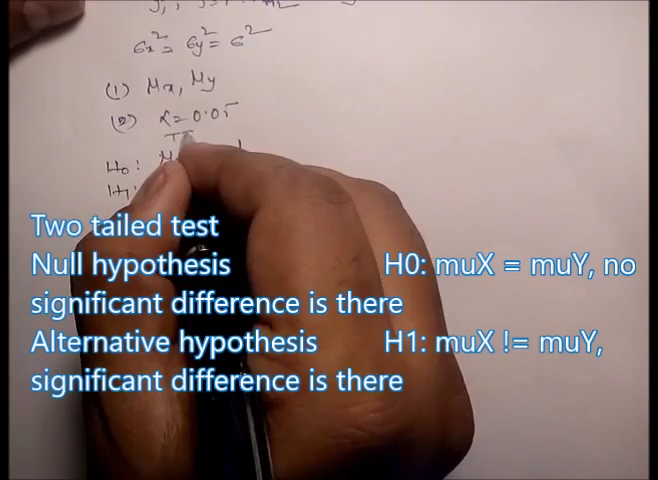 σx² = σy² = σ²
(1) μx, μy
(2) α = 0.05
TT
H₀: μ
H₁:
Two tailed test
Null hypothesis H0: muX = muY, no
significant difference is there
Alternative hypothesis H1: muX != muY,
significant difference is there